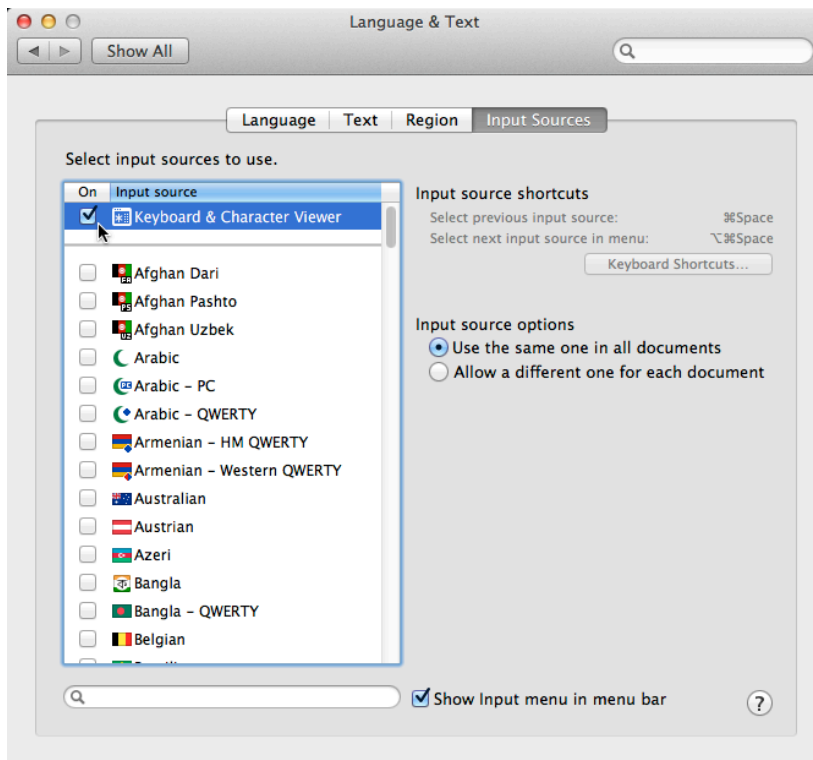 Language & Text
Show All
Language Text Region Input Sources
Select input sources to use.
On Input source
Keyboard & Character Viewer
Afghan Dari
Afghan Pashto
Afghan Uzbek
Arabic
Arabic – PC
Arabic – QWERTY
Armenian – HM QWERTY
Armenian – Western QWERTY
Australian
Austrian
Azeri
Bangla
Bangla – QWERTY
Belgian
Input source shortcuts
Select previous input source: ⌘Space
Select next input source in menu: ⌥⌘Space
Keyboard Shortcuts...
Input source options
Use the same one in all documents
Allow a different one for each document
Show Input menu in menu bar
?